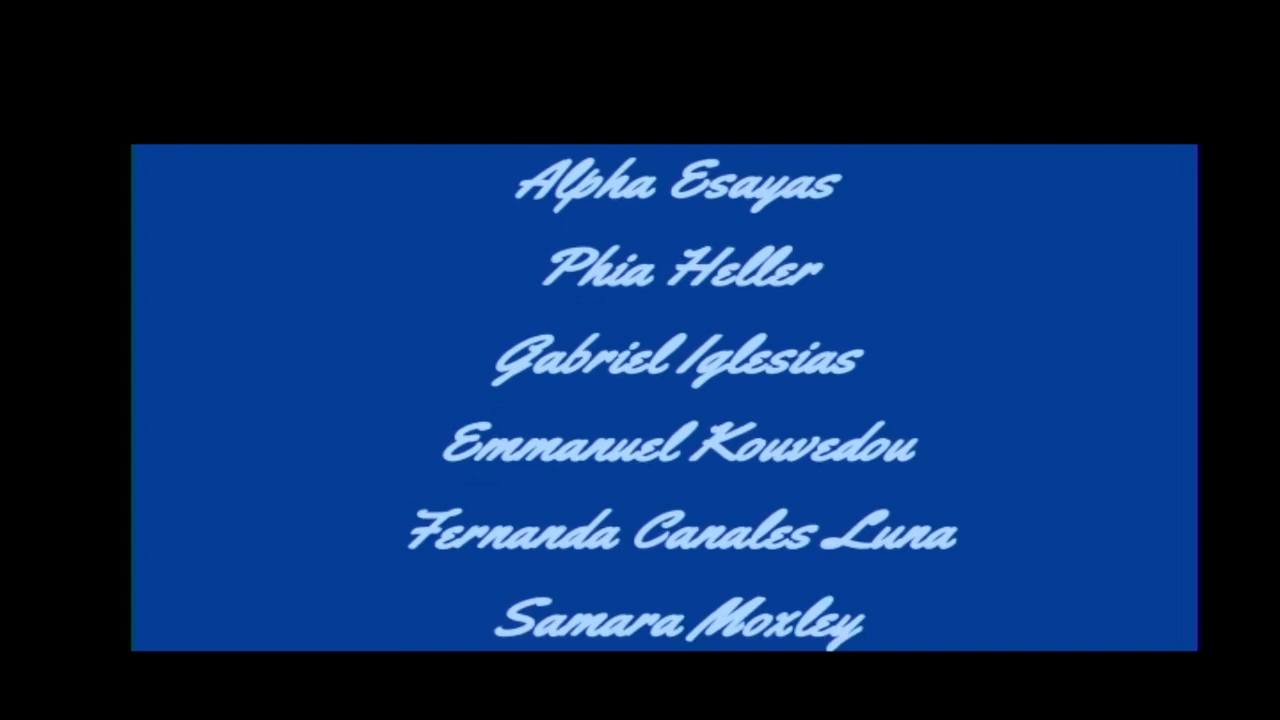 Alpha Esayas
Phia Heller
Gabriel Iglesias
Emmanuel Kouvedou
Fernanda Canales Luna
Samara Moxley